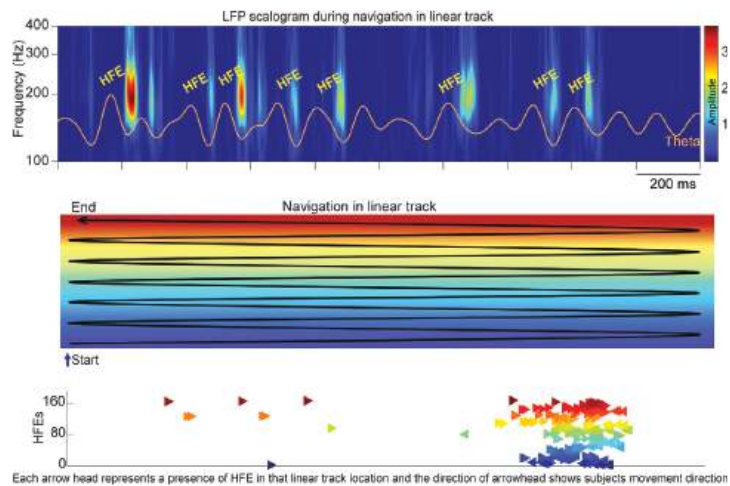 LFP scalogram during navigation in linear track
400
300
200
100
Frequency (Hz)
HFE
HFE
HFE
HFE
HFE
HFE
HFE
HFE
Theta
3
2
1
Amplitude
200 ms
End
Navigation in linear track
Start
160
80
0
HFEs
Each arrow head represents a presence of HFE in that linear track location and the direction of arrowhead shows subjects movement direction